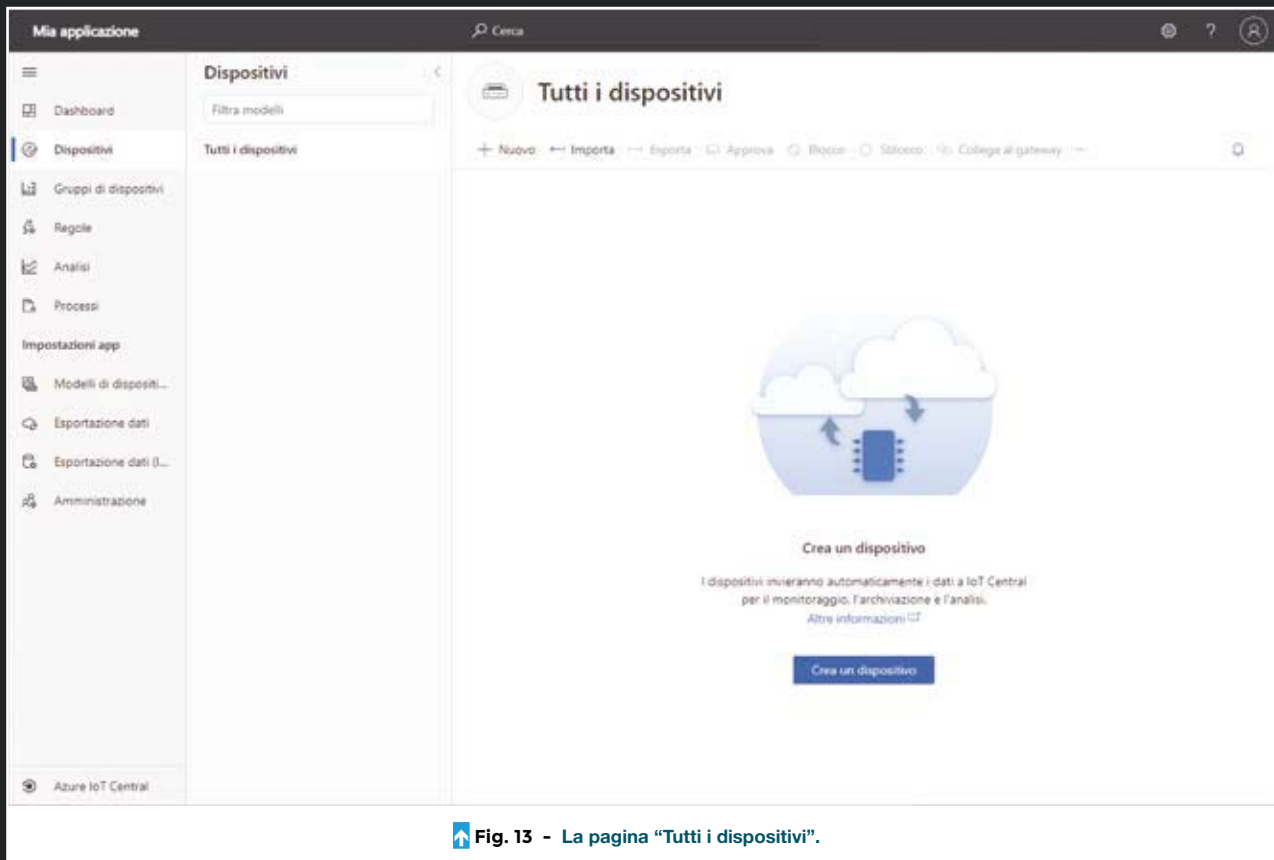 Mia applicazione
Cerca
?
Dashboard
Dispositivi
Gruppi di dispositivi
Regole
Analisi
Processi
Impostazioni app
Modelli di dispositi...
Esportazione dati
Esportazione dati (l...
Amministrazione
Azure IoT Central
Dispositivi
Filtra modelli
Tutti i dispositivi
Tutti i dispositivi
Nuovo Importa Esporta Approva Blocco Sblocco Collega al gateway ...
Crea un dispositivo
I dispositivi invieranno automaticamente i dati a IoT Central
per il monitoraggio, l'archiviazione e l'analisi.
Altre informazioni
Crea un dispositivo
Fig. 13 - La pagina “Tutti i dispositivi”.